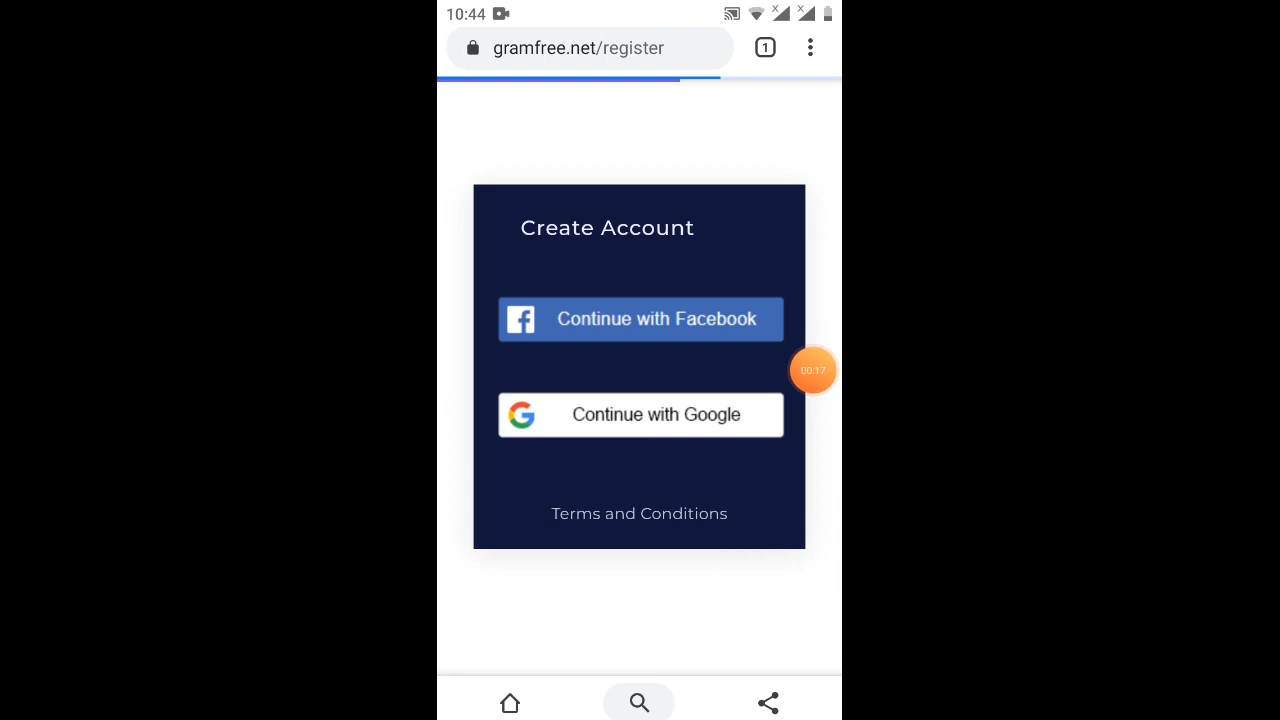 10:44
gramfree.net/register
1
Create Account
Continue with Facebook
00:17
Continue with Google
Terms and Conditions